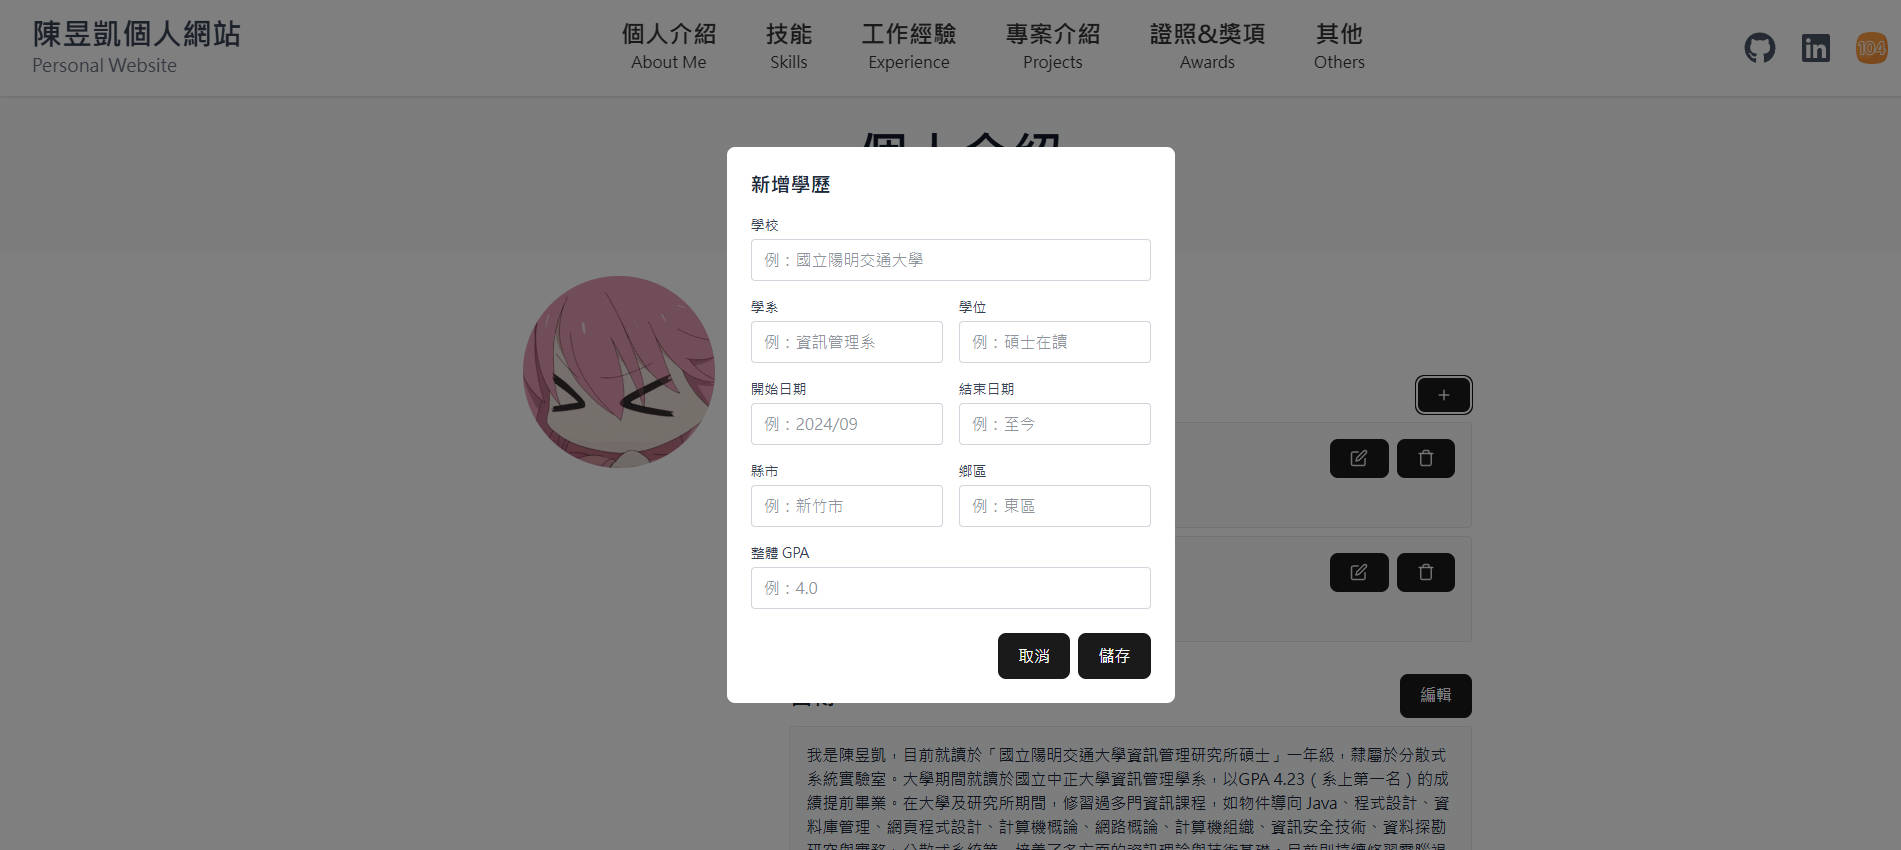 陳昱凱個人網站
Personal Website
個人介紹
About Me
技能
Skills
工作經驗
Experience
專案介紹
Projects
證照&獎項
Awards
其他
Others
104
個人介紹
新增學歷
學校
例：國立陽明交通大學
學系
學位
例：資訊管理系
例：碩士在讀
開始日期
結束日期
例：2024/09
例：至今
縣市
鄉區
例：新竹市
例：東區
整體 GPA
例：4.0
取消
儲存
編輯
我是陳昱凱，目前就讀於「國立陽明交通大學資訊管理研究所碩士」一年級，隸屬於分散式
系統實驗室。大學期間就讀於國立中正大學資訊管理學系，以GPA 4.23（系上第一名）的成
績提前畢業。在大學及研究所期間，修習過多門資訊課程，如物件導向 Java、程式設計、資
料庫管理、網頁程式設計、計算機概論、網路概論、計算機組織、資訊安全技術、資料探勘